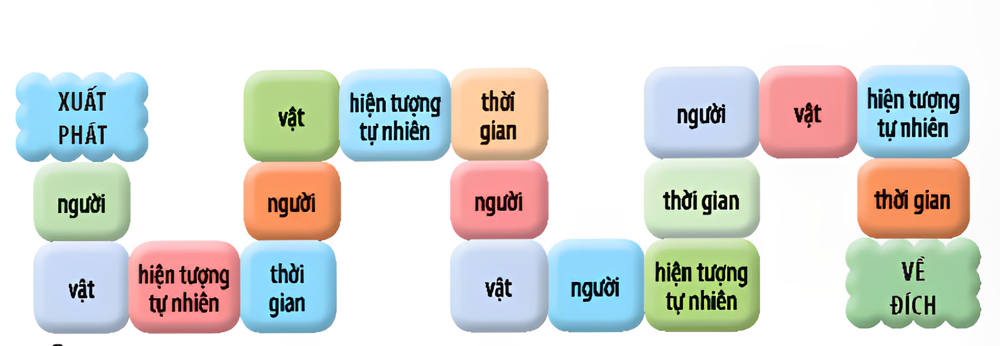 XUẤT
PHÁT
người
vật
hiện tượng
tự nhiên
thời
gian
người
vật
hiện tượng
tự nhiên
thời
gian
người
vật
người
hiện tượng
tự nhiên
thời gian
người
vật
hiện tượng
tự nhiên
thời gian
VỀ
ĐÍCH